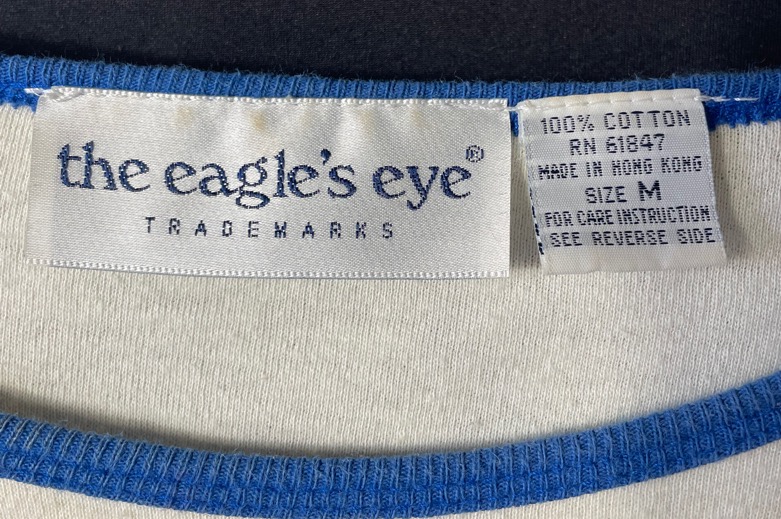 the eagle's eye®
TRADEMARKS
100% COTTON
RN 61847
MADE IN HONG KONG
SIZE M
FOR CARE INSTRUCTION
SEE REVERSE SIDE